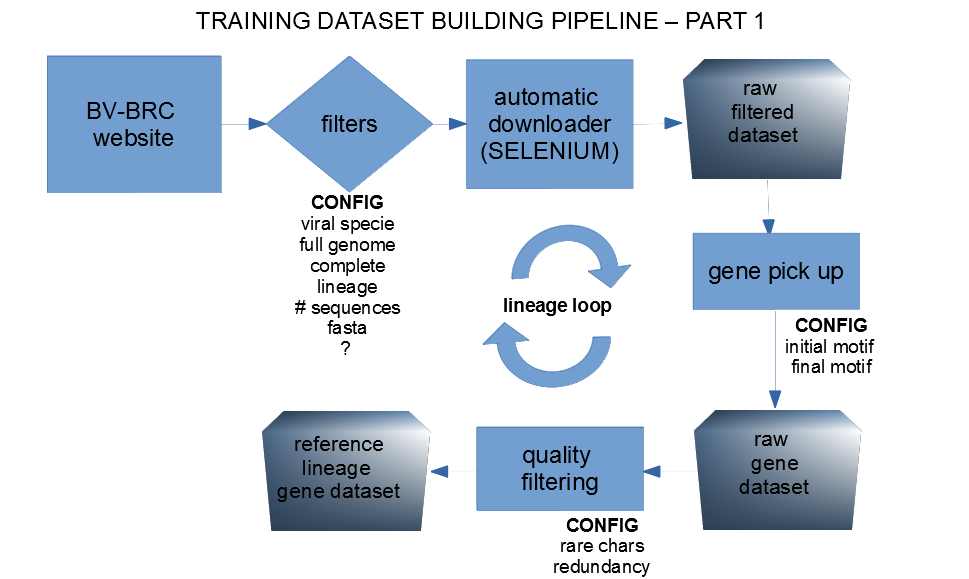 TRAINING DATASET BUILDING PIPELINE – PART 1
BV-BRC
website
filters
CONFIG
viral specie
full genome
complete
lineage
# sequences
fasta
?
automatic
downloader
(SELENIUM)
raw
filtered
dataset
gene pick up
CONFIG
initial motif
final motif
lineage loop
raw
gene
dataset
quality
filtering
CONFIG
rare chars
redundancy
reference
lineage
gene dataset